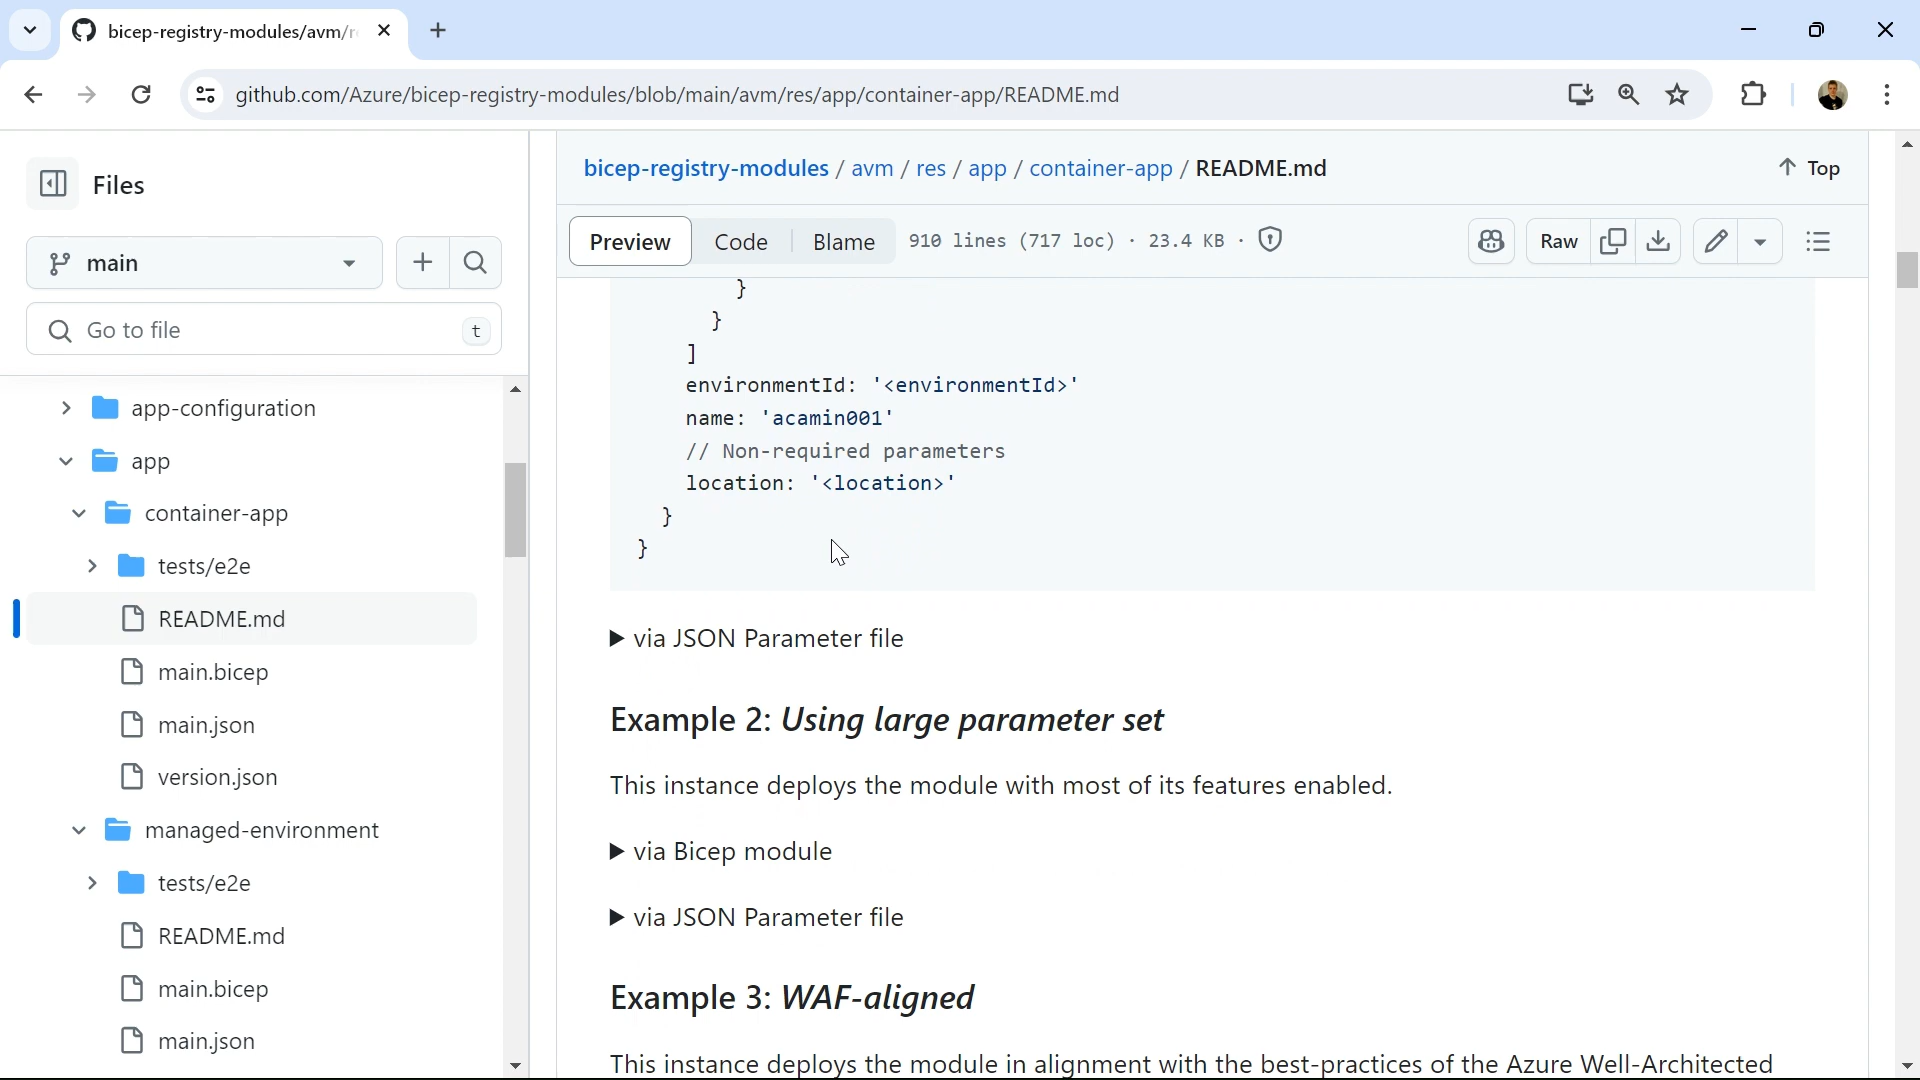 bicep-registry-modules/avm/r
github.com/Azure/bicep-registry-modules/blob/main/avm/res/app/container-app/README.md
Files
main
Go to file
t
app-configuration
app
container-app
tests/e2e
README.md
main.bicep
main.json
version.json
managed-environment
tests/e2e
README.md
main.bicep
main.json
bicep-registry-modules / avm / res / app / container-app / README.md
Top
Preview
Code
Blame
910 lines (717 loc) · 23.4 KB ·
Raw
}
}
]
environmentId: '<environmentId>'
name: 'acamin001'
// Non-required parameters
location: '<location>'
}
}
via JSON Parameter file
Example 2: Using large parameter set
This instance deploys the module with most of its features enabled.
via Bicep module
via JSON Parameter file
Example 3: WAF-aligned
This instance deploys the module in alignment with the best-practices of the Azure Well-Architected